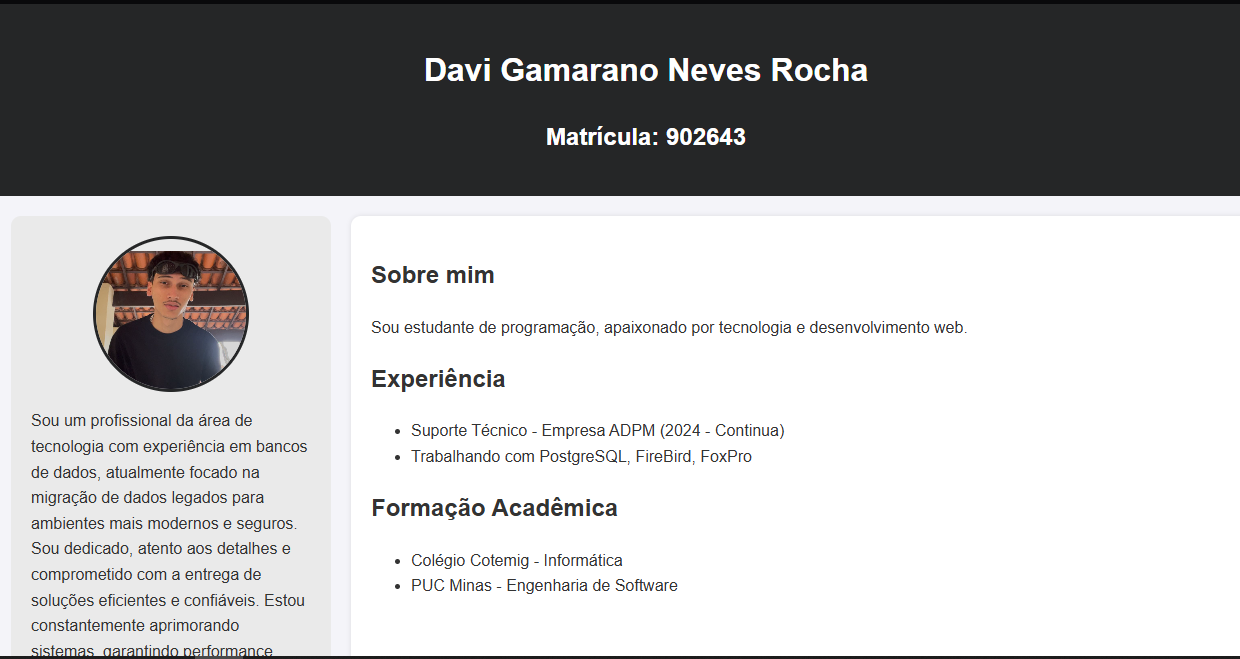 Davi Gamarano Neves Rocha
Matrícula: 902643
Sou um profissional da área de
tecnologia com experiência em bancos
de dados, atualmente focado na
migração de dados legados para
ambientes mais modernos e seguros.
Sou dedicado, atento aos detalhes e
comprometido com a entrega de
soluções eficientes e confiáveis. Estou
constantemente aprimorando
sistemas, garantindo performance
Sobre mim
Sou estudante de programação, apaixonado por tecnologia e desenvolvimento web.
Experiência
• Suporte Técnico - Empresa ADPM (2024 - Continua)
• Trabalhando com PostgreSQL, FireBird, FoxPro
Formação Acadêmica
• Colégio Cotemig - Informática
• PUC Minas - Engenharia de Software